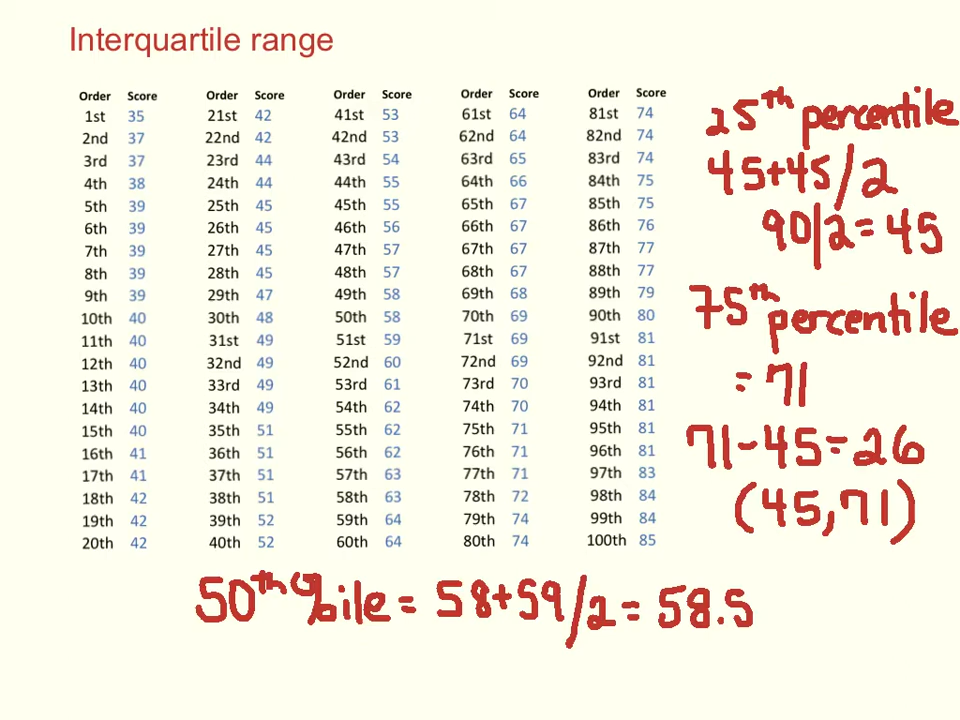 Interquartile range
Order Score Order Score Order Score Order Score Order Score
1st 35 21st 42 41st 53 61st 64 81st 74
2nd 37 22nd 42 42nd 53 62nd 64 82nd 74
3rd 37 23rd 44 43rd 54 63rd 65 83rd 74
4th 38 24th 44 44th 55 64th 66 84th 75
5th 39 25th 45 45th 55 65th 67 85th 75
6th 39 26th 45 46th 56 66th 67 86th 76
7th 39 27th 45 47th 57 67th 67 87th 77
8th 39 28th 45 48th 57 68th 67 88th 77
9th 39 29th 47 49th 58 69th 68 89th 79
10th 40 30th 48 50th 58 70th 69 90th 80
11th 40 31st 49 51st 59 71st 69 91st 81
12th 40 32nd 49 52nd 60 72nd 69 92nd 81
13th 40 33rd 49 53rd 61 73rd 70 93rd 81
14th 40 34th 49 54th 62 74th 70 94th 81
15th 40 35th 51 55th 62 75th 71 95th 81
16th 41 36th 51 56th 62 76th 71 96th 81
17th 41 37th 51 57th 63 77th 71 97th 83
18th 42 38th 51 58th 63 78th 72 98th 84
19th 42 39th 52 59th 64 79th 74 99th 84
20th 42 40th 52 60th 64 80th 74 100th 85
25th percentile
45+45/2
90/2=45
75th percentile
=71
71-45=26
(45,71)
50th %ile = 58+59/2 = 58.5